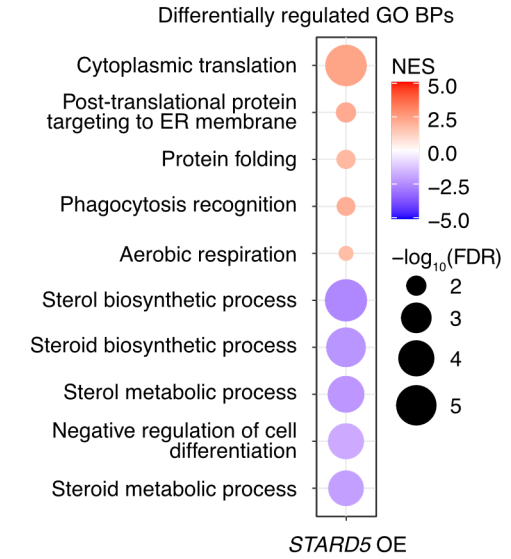 Differentially regulated GO BPs
Cytoplasmic translation
Post-translational protein
targeting to ER membrane
Protein folding
Phagocytosis recognition
Aerobic respiration
Sterol biosynthetic process
Steroid biosynthetic process
Sterol metabolic process
Negative regulation of cell
differentiation
Steroid metabolic process
STARD5 OE
NES
5.0
2.5
0.0
−2.5
−5.0
−log10(FDR)
2
3
4
5